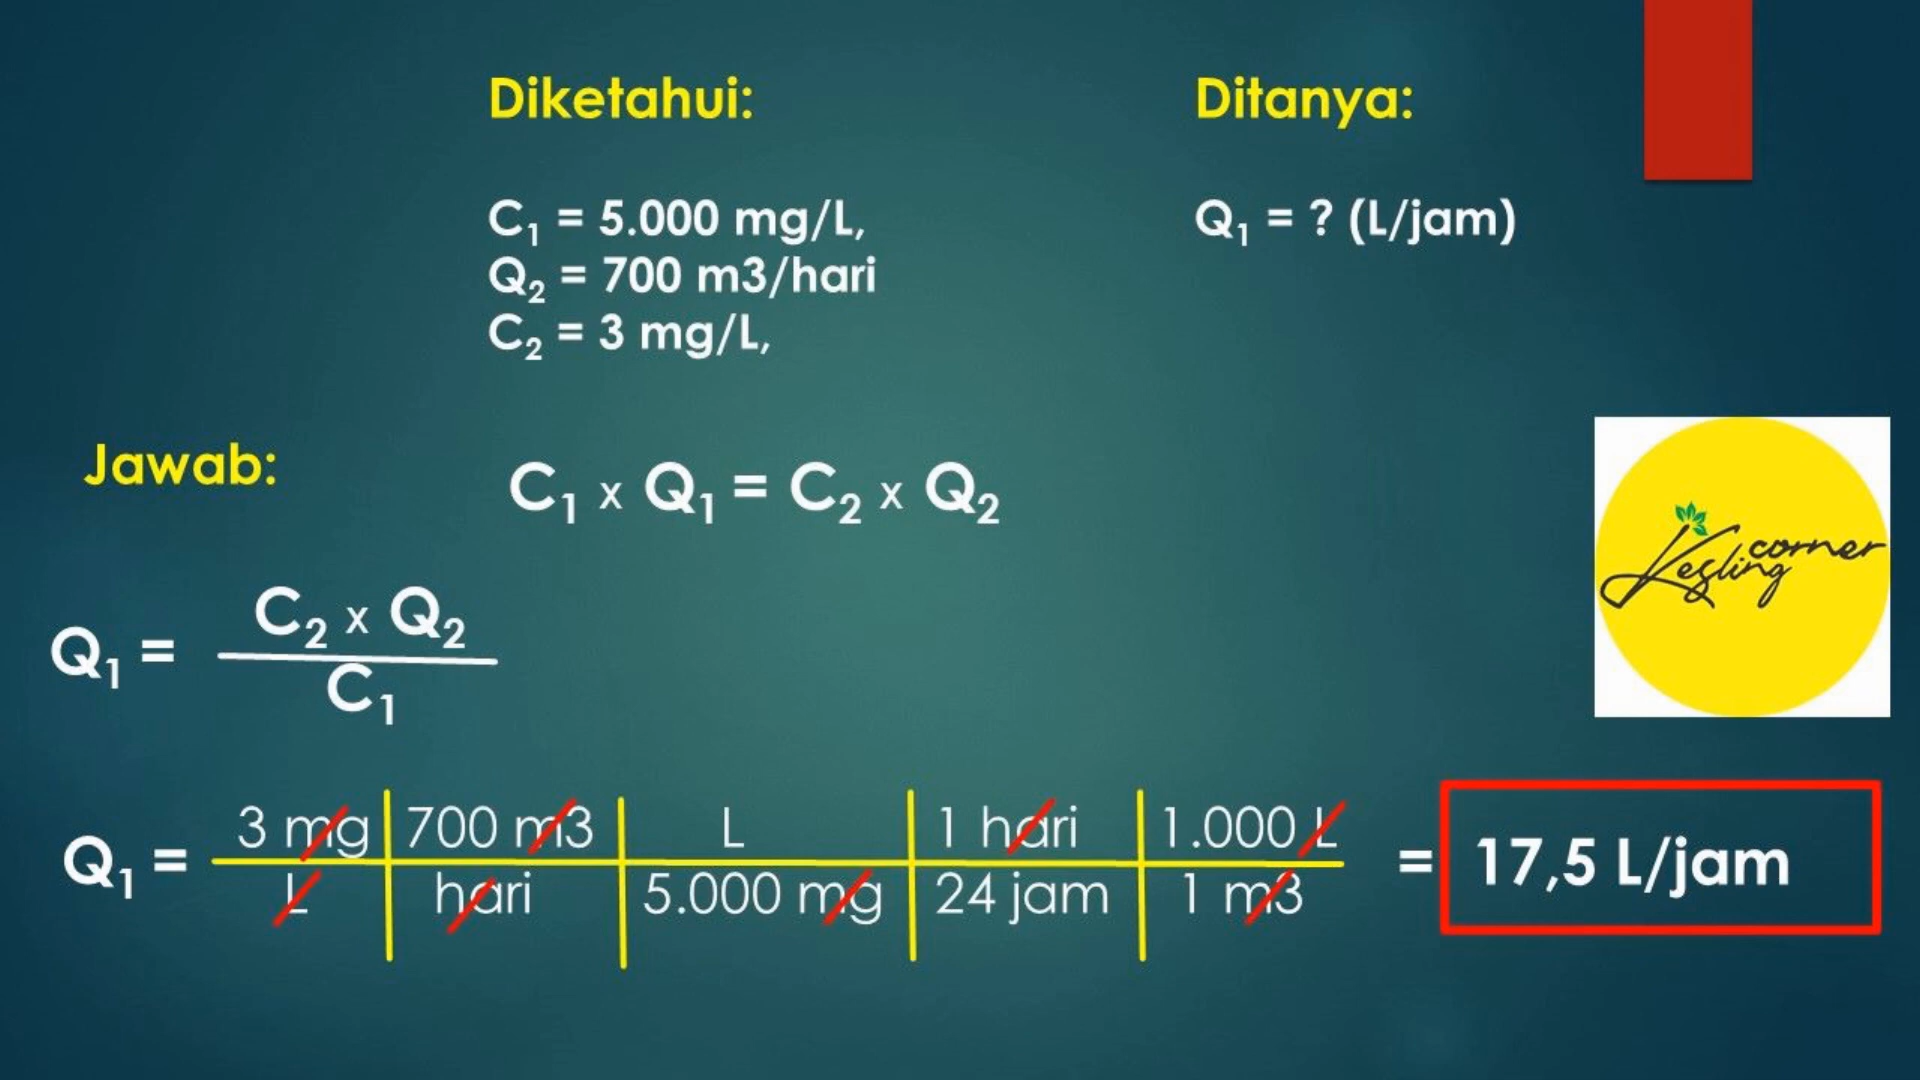 Diketahui:
Ditanya:
C₁ = 5.000 mg/L,
Q₁ = ? (L/jam)
Q₂ = 700 m3/hari
C₂ = 3 mg/L,
Jawab:
C₁ x Q₁ = C₂ x Q₂
corner
Kesling
Q₁ =
C₂ x Q₂
C₁
Q₁ =
3 mg 700 m3 L 1 hari 1.000 L
L hari 5.000 mg 24 jam 1 m3
= 17,5 L/jam